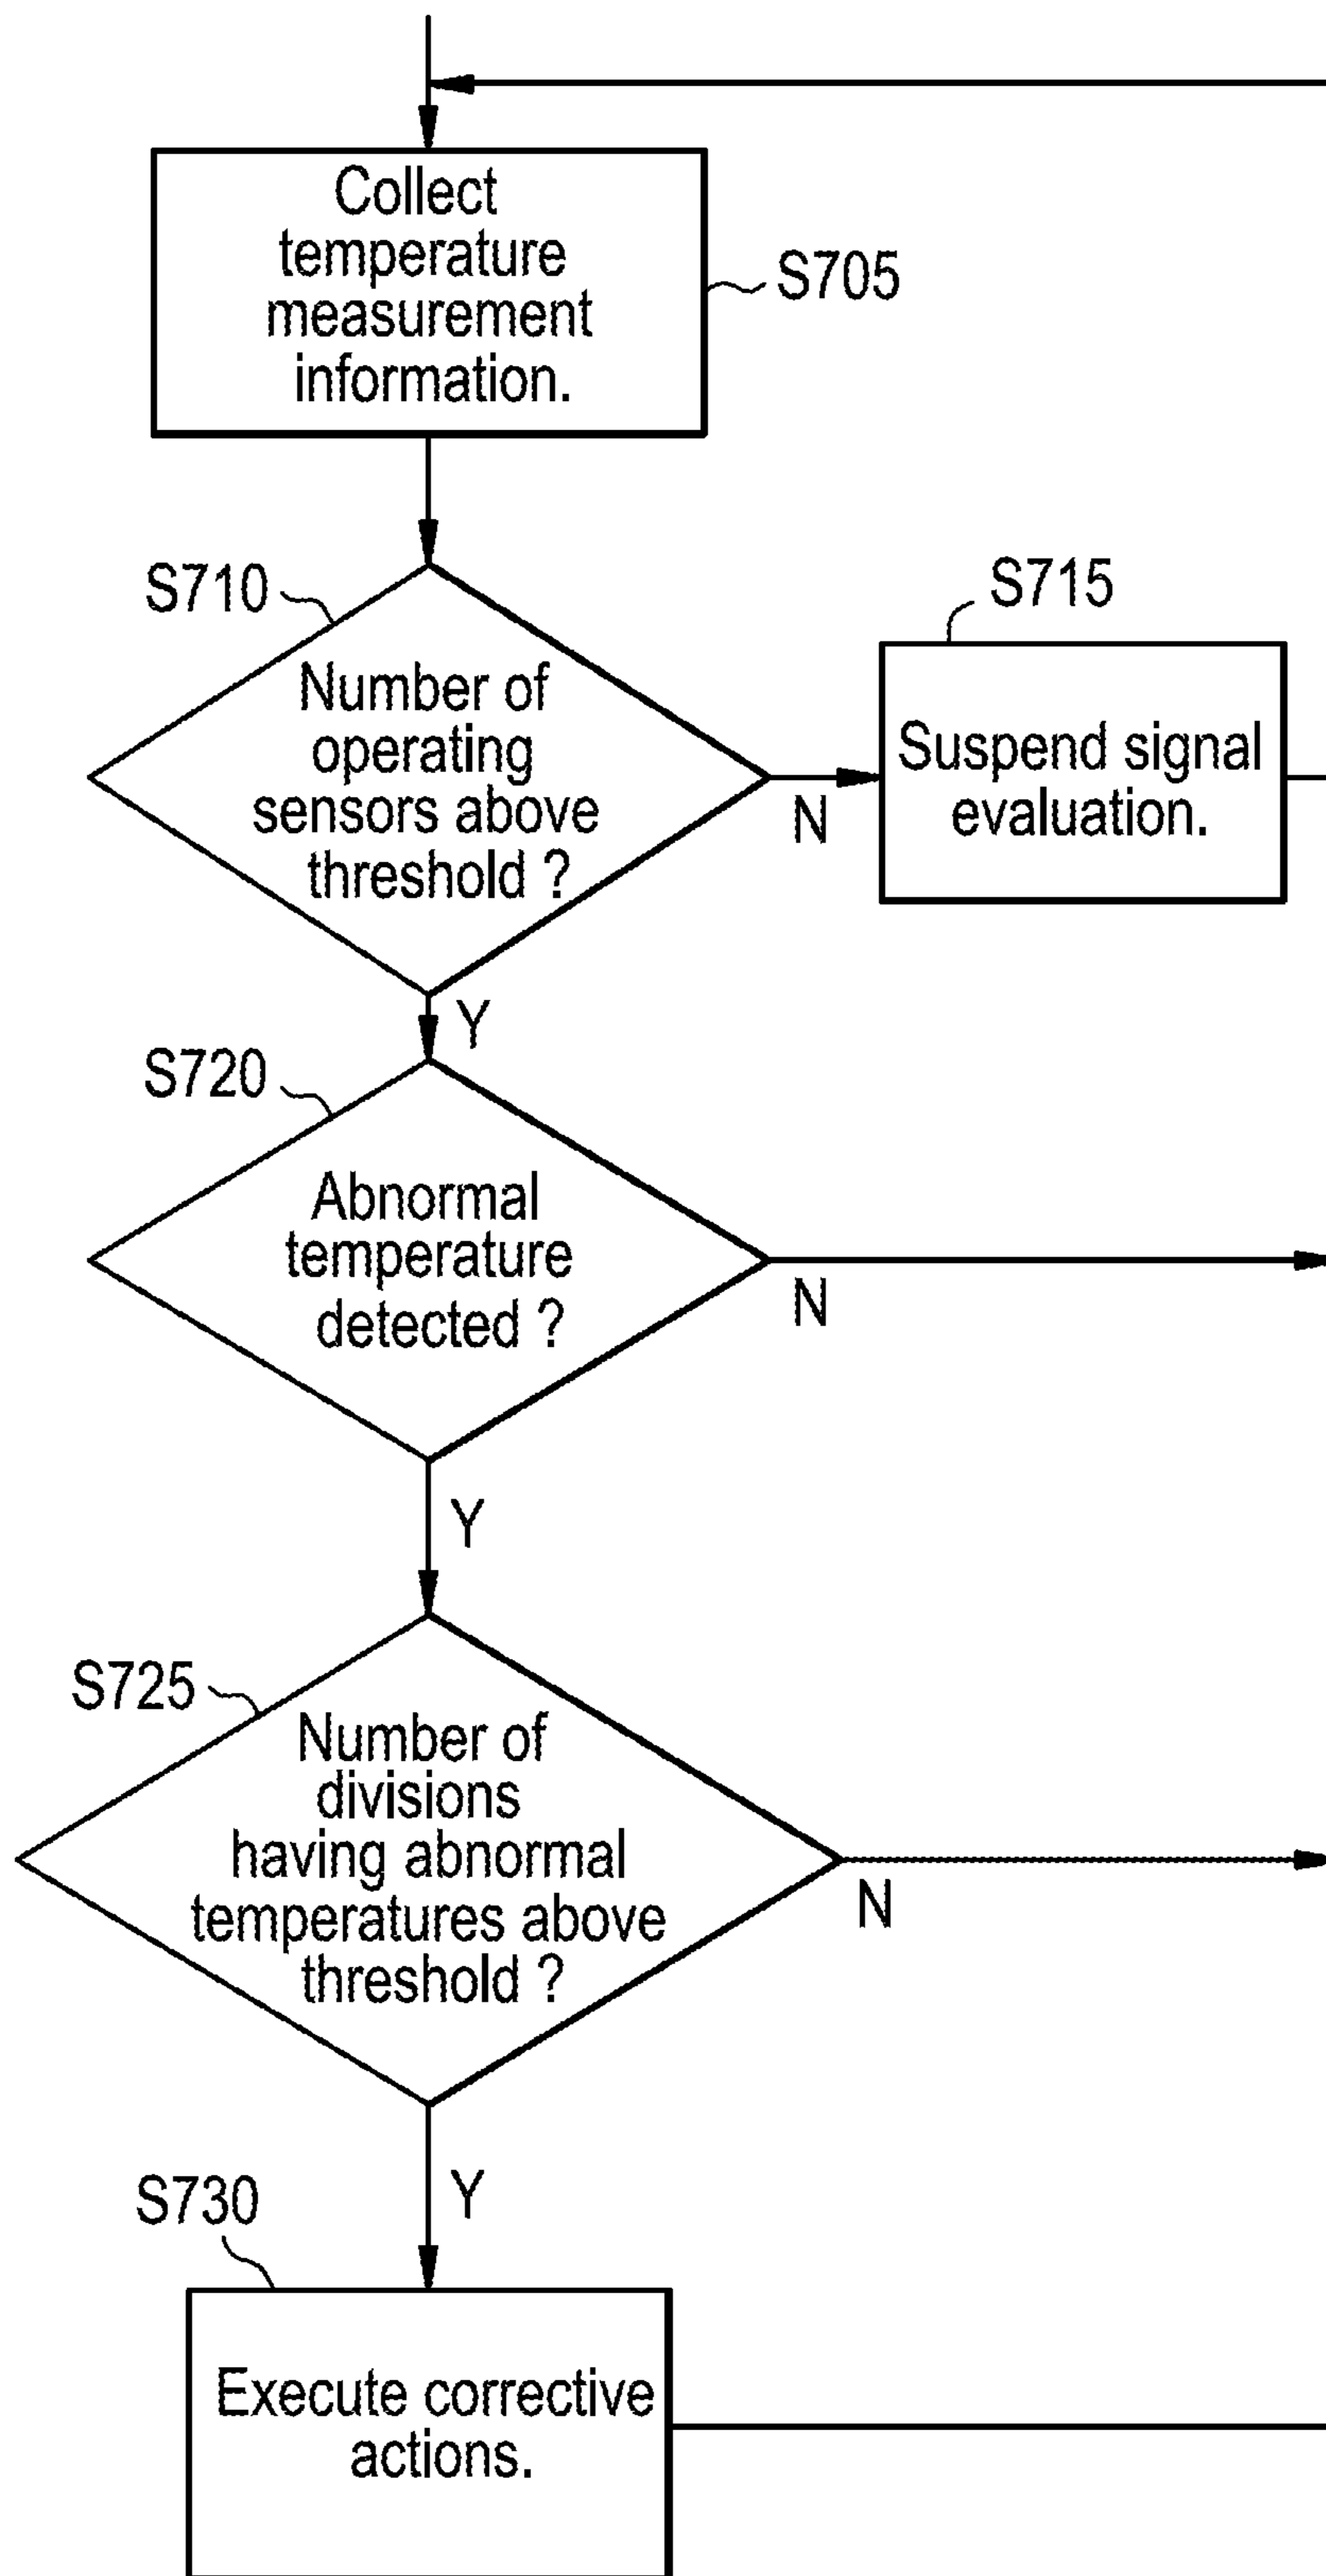 Collect
temperature
measurement
information.
S705
S710
Number of
operating
sensors above
threshold ?
N
S715
Suspend signal
evaluation.
Y
S720
Abnormal
temperature
detected ?
N
Y
S725
Number of
divisions
having abnormal
temperatures above
threshold ?
N
Y
S730
Execute corrective
actions.